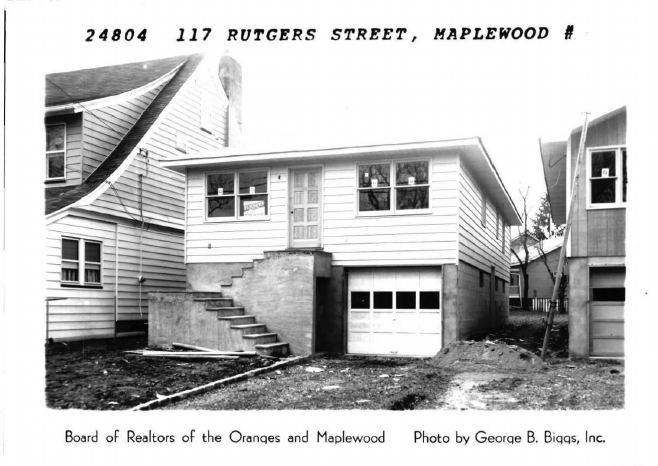 24804 117 RUTGERS STREET, MAPLEWOOD #
Board of Realtors of the Oranges and Maplewood Photo by George B. Biggs, Inc.